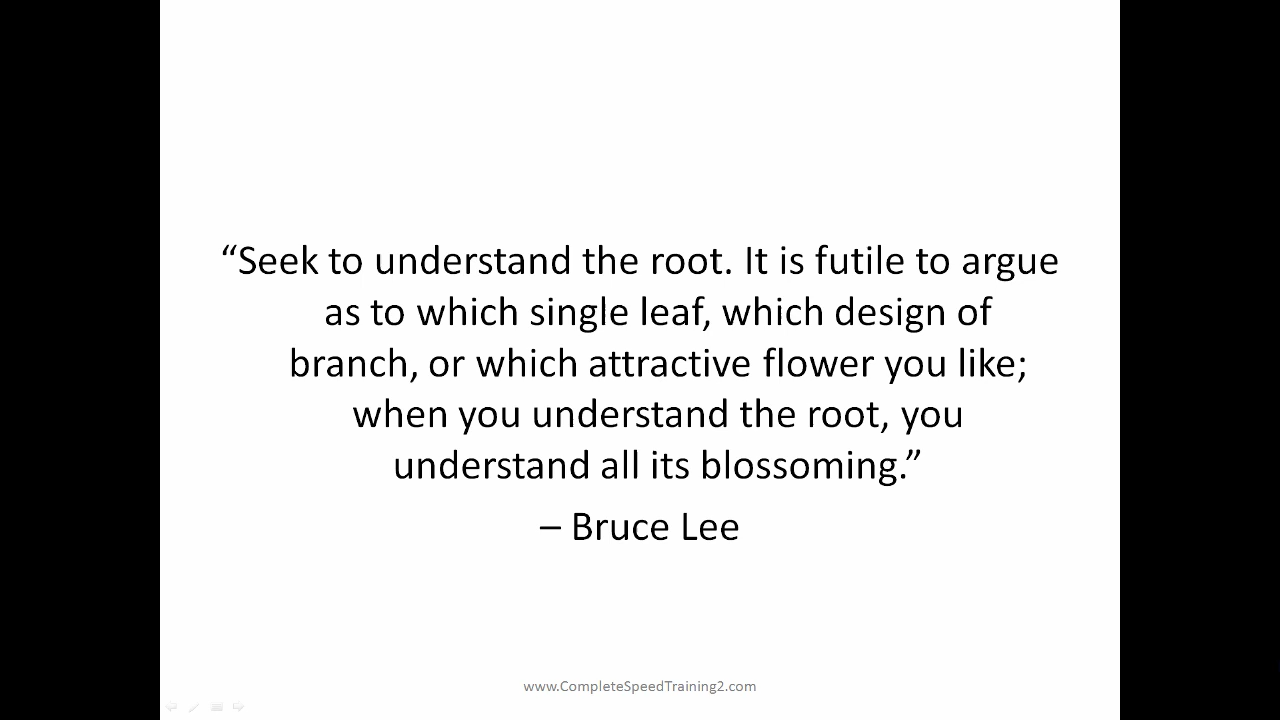 “Seek to understand the root. It is futile to argue
as to which single leaf, which design of
branch, or which attractive flower you like;
when you understand the root, you
understand all its blossoming.”
– Bruce Lee
www.CompleteSpeedTraining2.com